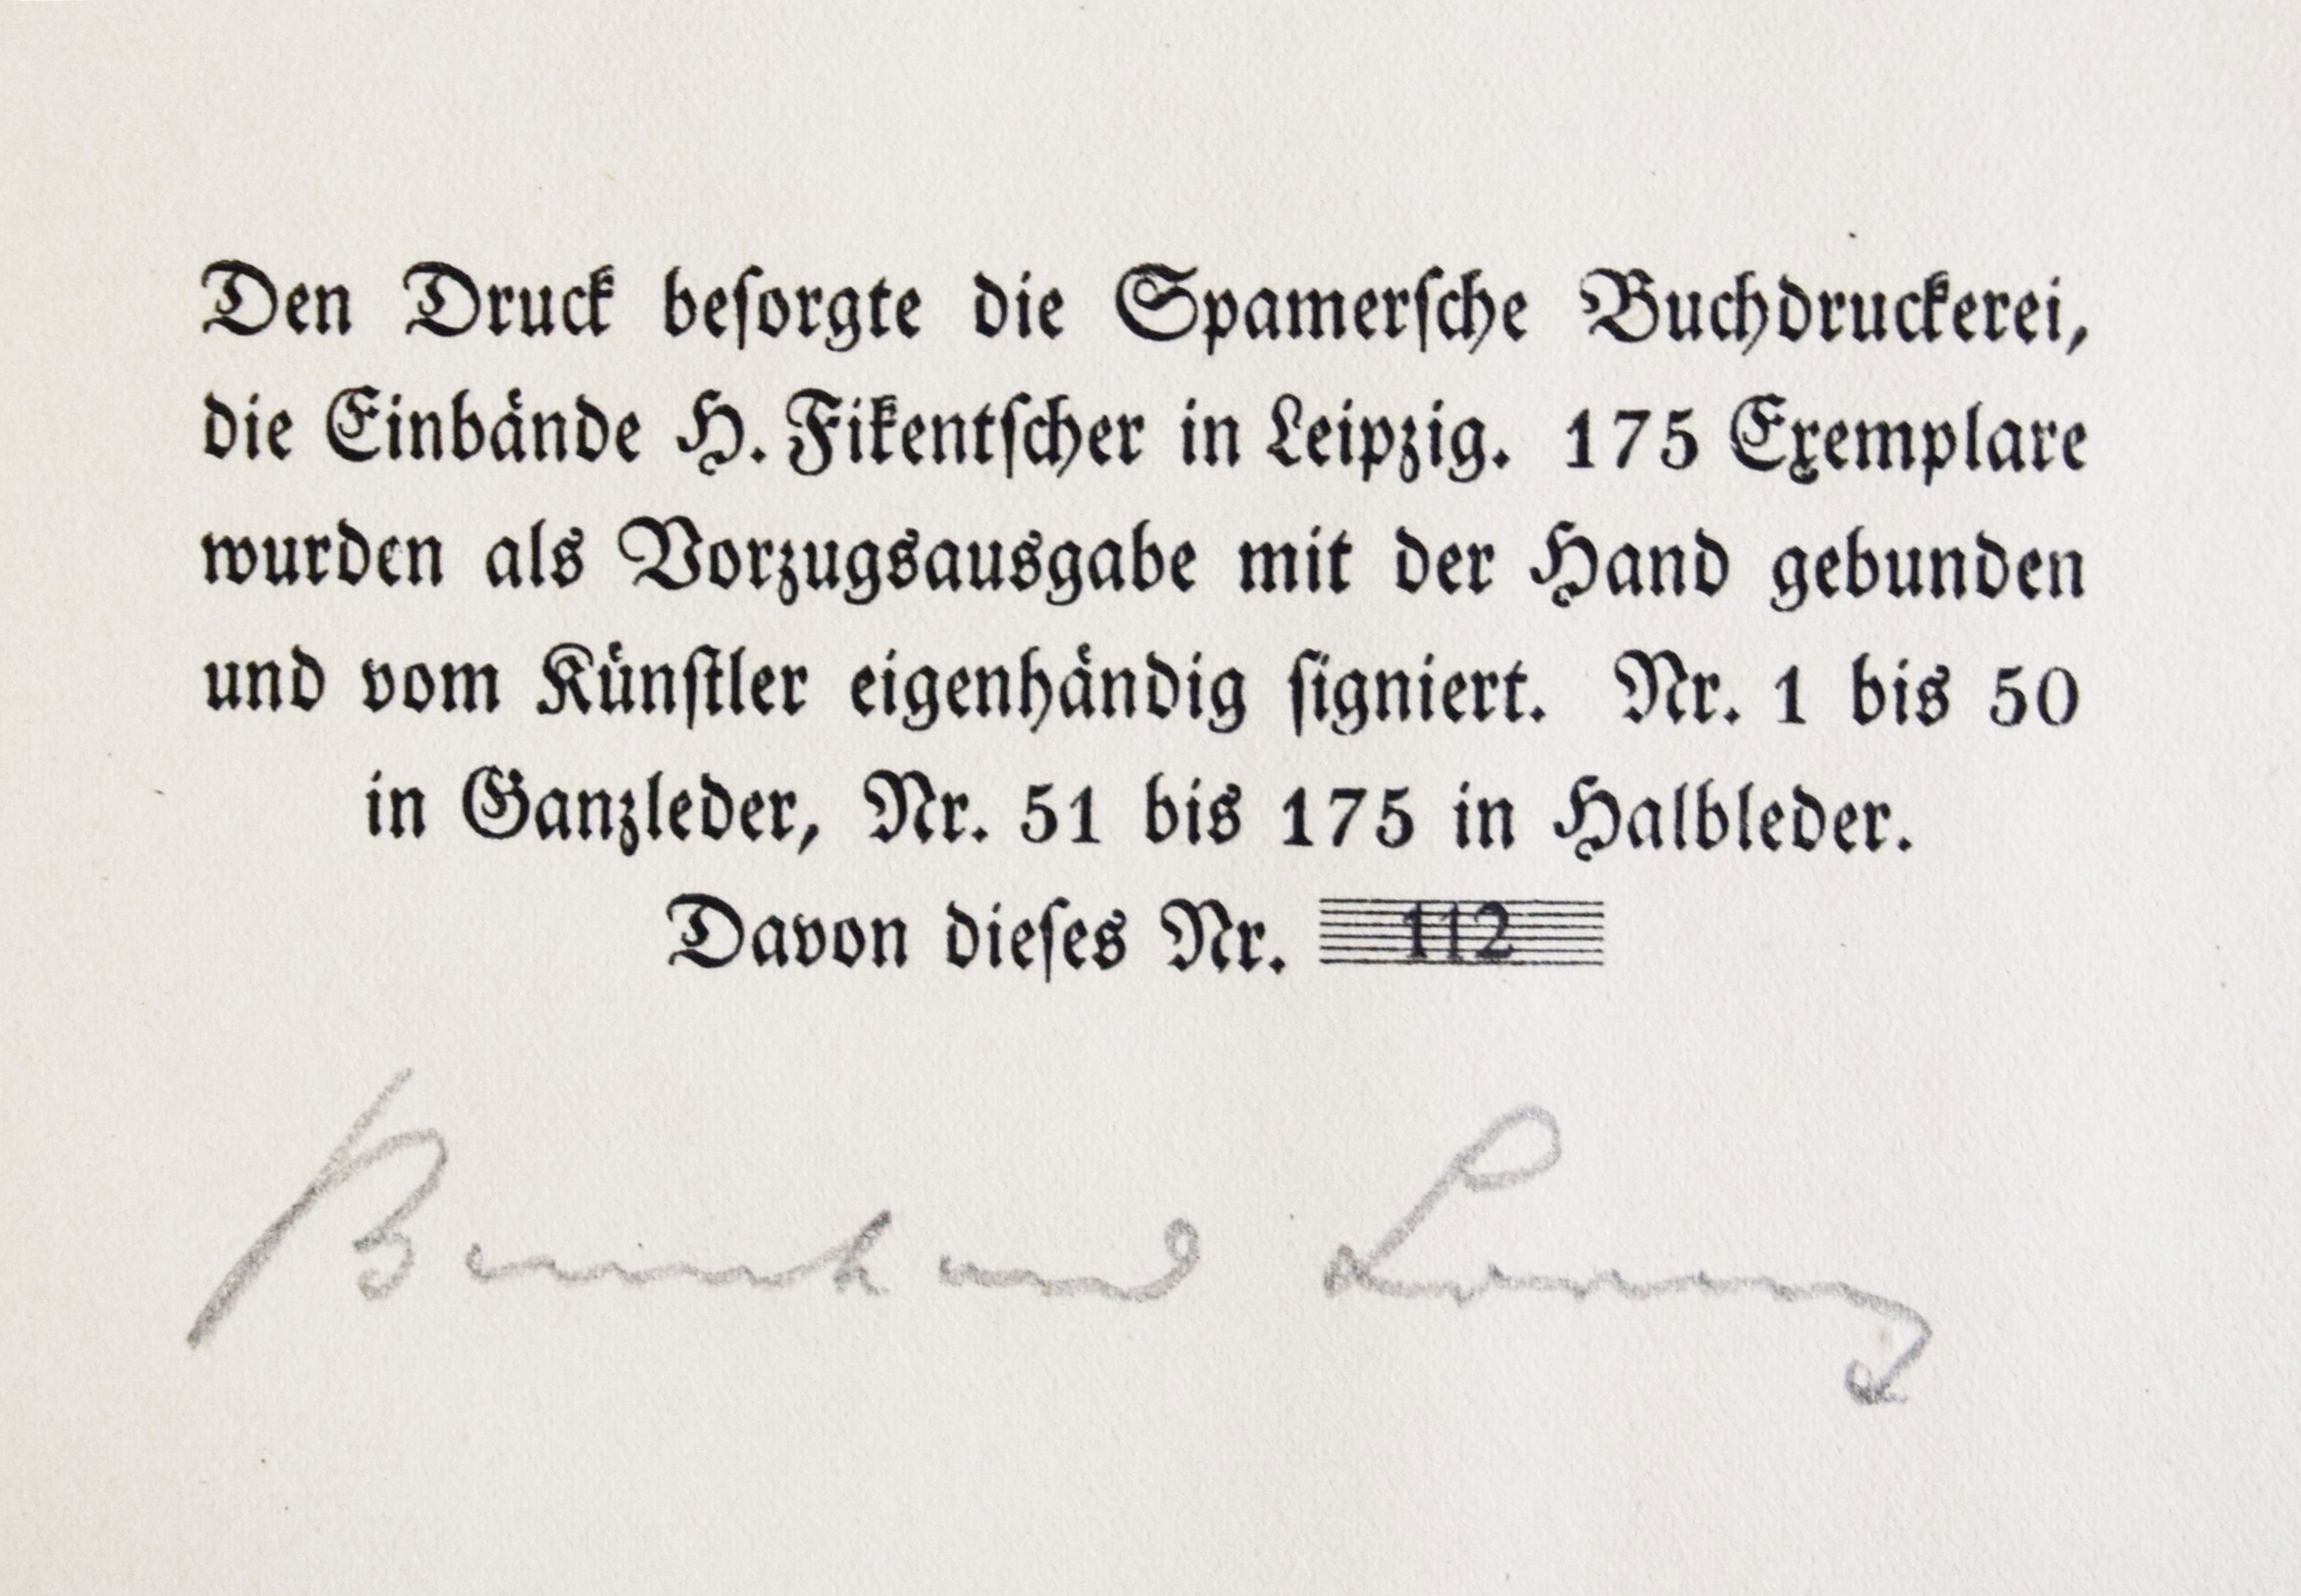 Den Druck beſorgte die Spamerſche Buchdruckerei,
die Einbände H. Fikentſcher in Leipzig. 175 Exemplare
wurden als Vorzugsausgabe mit der Hand gebunden
und vom Künſtler eigenhändig ſigniert. Nr. 1 bis 50
in Ganzleder, Nr. 51 bis 175 in Halbleder.
Davon dieſes Nr. 112
Bernhard